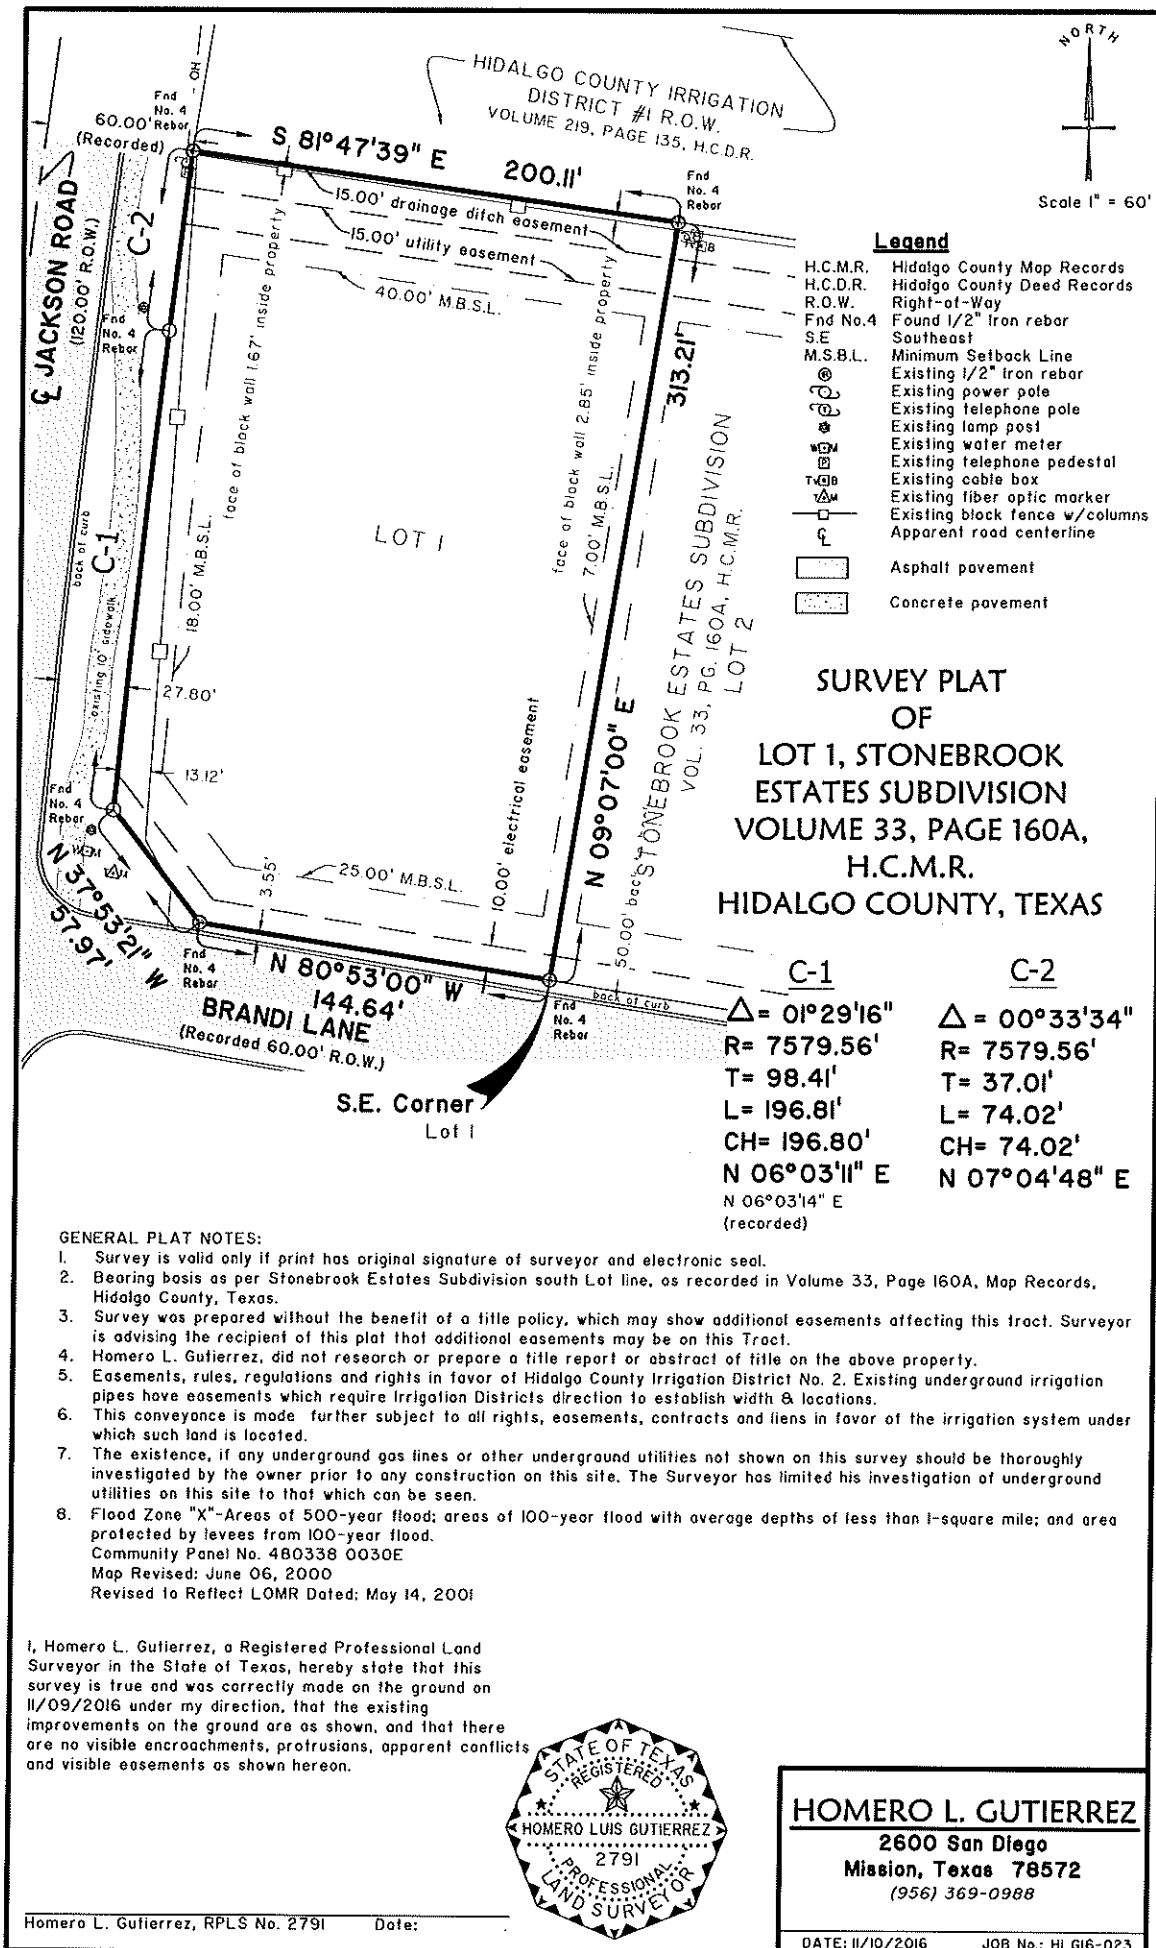 NORTH
Scale 1" = 60'
HIDALGO COUNTY IRRIGATION
DISTRICT #1 R.O.W.
VOLUME 219, PAGE 135, H.C.D.R.
OH
Fnd
No. 4
Rebar
60.00'
(Recorded)
S 81°47'39" E 200.11'
Fnd
No. 4
Rebar
15.00' drainage ditch easement
15.00' utility easement
40.00' M.B.S.L.
℄ JACKSON ROAD
(120.00' R.O.W.)
C-2
Fnd
No. 4
Rebar
face of block wall 1.67' inside property
face of block wall 2.85' inside property
313.21'
LOT 1
18.00' M.B.S.L.
7.00' M.B.S.L.
back of curb
C-1
existing 10' sidewalk
27.80'
13.12'
STONEBROOK ESTATES SUBDIVISION
VOL. 33, PG. 160A, H.C.M.R.
LOT 2
N 09°07'00" E
10.00' electrical easement
50.00' bac
Fnd
No. 4
Rebar
3.55'
25.00' M.B.S.L.
N 37°53'21" W
57.97'
Fnd
No. 4
Rebar
N 80°53'00" W
144.64'
BRANDI LANE
(Recorded 60.00' R.O.W.)
back of curb
Fnd
No. 4
Rebar
S.E. Corner
Lot 1
Legend
H.C.M.R. Hidalgo County Map Records
H.C.D.R. Hidalgo County Deed Records
R.O.W. Right-of-Way
Fnd No.4 Found 1/2" iron rebar
S.E Southeast
M.S.B.L. Minimum Setback Line
Existing 1/2" iron rebar
Existing power pole
Existing telephone pole
Existing lamp post
Existing water meter
Existing telephone pedestal
Existing cable box
Existing fiber optic marker
Existing block fence w/columns
℄ Apparent road centerline
Asphalt pavement
Concrete pavement
SURVEY PLAT
OF
LOT 1, STONEBROOK
ESTATES SUBDIVISION
VOLUME 33, PAGE 160A,
H.C.M.R.
HIDALGO COUNTY, TEXAS
C-1
Δ= 01°29'16"
R= 7579.56'
T= 98.41'
L= 196.81'
CH= 196.80'
N 06°03'11" E
N 06°03'14" E
(recorded)
C-2
Δ= 00°33'34"
R= 7579.56'
T= 37.01'
L= 74.02'
CH= 74.02'
N 07°04'48" E
GENERAL PLAT NOTES:
1. Survey is valid only if print has original signature of surveyor and electronic seal.
2. Bearing basis as per Stonebrook Estates Subdivision south Lot line, as recorded in Volume 33, Page 160A, Map Records,
Hidalgo County, Texas.
3. Survey was prepared without the benefit of a title policy, which may show additional easements affecting this tract. Surveyor
is advising the recipient of this plat that additional easements may be on this Tract.
4. Homero L. Gutierrez, did not research or prepare a title report or abstract of title on the above property.
5. Easements, rules, regulations and rights in favor of Hidalgo County Irrigation District No. 2. Existing underground irrigation
pipes have easements which require Irrigation Districts direction to establish width & locations.
6. This conveyance is made further subject to all rights, easements, contracts and liens in favor of the irrigation system under
which such land is located.
7. The existence, if any underground gas lines or other underground utilities not shown on this survey should be thoroughly
investigated by the owner prior to any construction on this site. The Surveyor has limited his investigation of underground
utilities on this site to that which can be seen.
8. Flood Zone "X"-Areas of 500-year flood; areas of 100-year flood with average depths of less than 1-square mile; and area
protected by levees from 100-year flood.
Community Panel No. 480338 0030E
Map Revised: June 06, 2000
Revised to Reflect LOMR Dated: May 14, 2001
I, Homero L. Gutierrez, a Registered Professional Land
Surveyor in the State of Texas, hereby state that this
survey is true and was correctly made on the ground on
11/09/2016 under my direction, that the existing
improvements on the ground are as shown, and that there
are no visible encroachments, protrusions, apparent conflicts
and visible easements as shown hereon.
STATE OF TEXAS
REGISTERED
HOMERO LUIS GUTIERREZ
2791
PROFESSIONAL
LAND SURVEYOR
Homero L. Gutierrez, RPLS No. 2791 Date:
HOMERO L. GUTIERREZ
2600 San Diego
Mission, Texas 78572
(956) 369-0988
DATE: 11/10/2016 JOB No.: HLG16-023